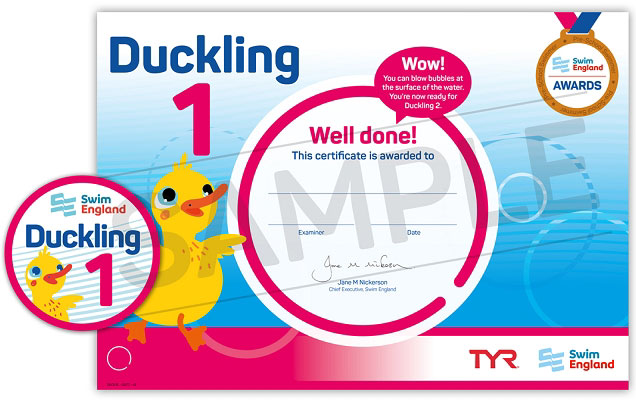 Duckling
1
Wow!
You can blow bubbles at
the surface of the water.
You're now ready for
Duckling 2.
Swim
England
AWARDS
Well done!
This certificate is awarded to
Examiner
Date
Jane M Nickerson
Jane M Nickerson
Chief Executive, Swim England
SAMPLE
Swim
England
Duckling
1
TYR
Swim
England